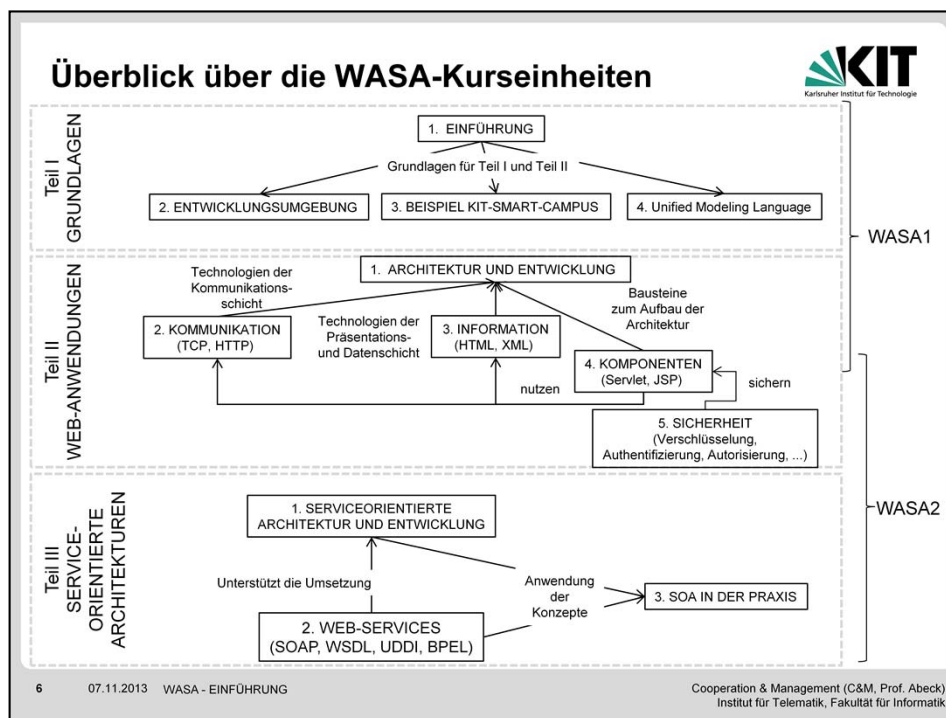 Überblick über die WASA-Kurseinheiten
KIT
Karlsruher Institut für Technologie
Teil I
GRUNDLAGEN
1. EINFÜHRUNG
Grundlagen für Teil I und Teil II
2. ENTWICKLUNGSUMGEBUNG
3. BEISPIEL KIT-SMART-CAMPUS
4. Unified Modeling Language
WASA1
Teil II
WEB-ANWENDUNGEN
1. ARCHITEKTUR UND ENTWICKLUNG
Technologien der
Kommunikations-
schicht
Bausteine
zum Aufbau der
Architektur
2. KOMMUNIKATION
(TCP, HTTP)
Technologien der
Präsentations-
und Datenschicht
3. INFORMATION
(HTML, XML)
4. KOMPONENTEN
(Servlet, JSP)
nutzen
sichern
5. SICHERHEIT
(Verschlüsselung,
Authentifizierung, Autorisierung, ...)
WASA2
Teil III
SERVICE-
ORIENTIERTE
ARCHITEKTUREN
1. SERVICEORIENTIERTE
ARCHITEKTUR UND ENTWICKLUNG
Unterstützt die Umsetzung
Anwendung
der
Konzepte
3. SOA IN DER PRAXIS
2. WEB-SERVICES
(SOAP, WSDL, UDDI, BPEL)
6 07.11.2013 WASA - EINFÜHRUNG
Cooperation & Management (C&M, Prof. Abeck)
Institut für Telematik, Fakultät für Informatik